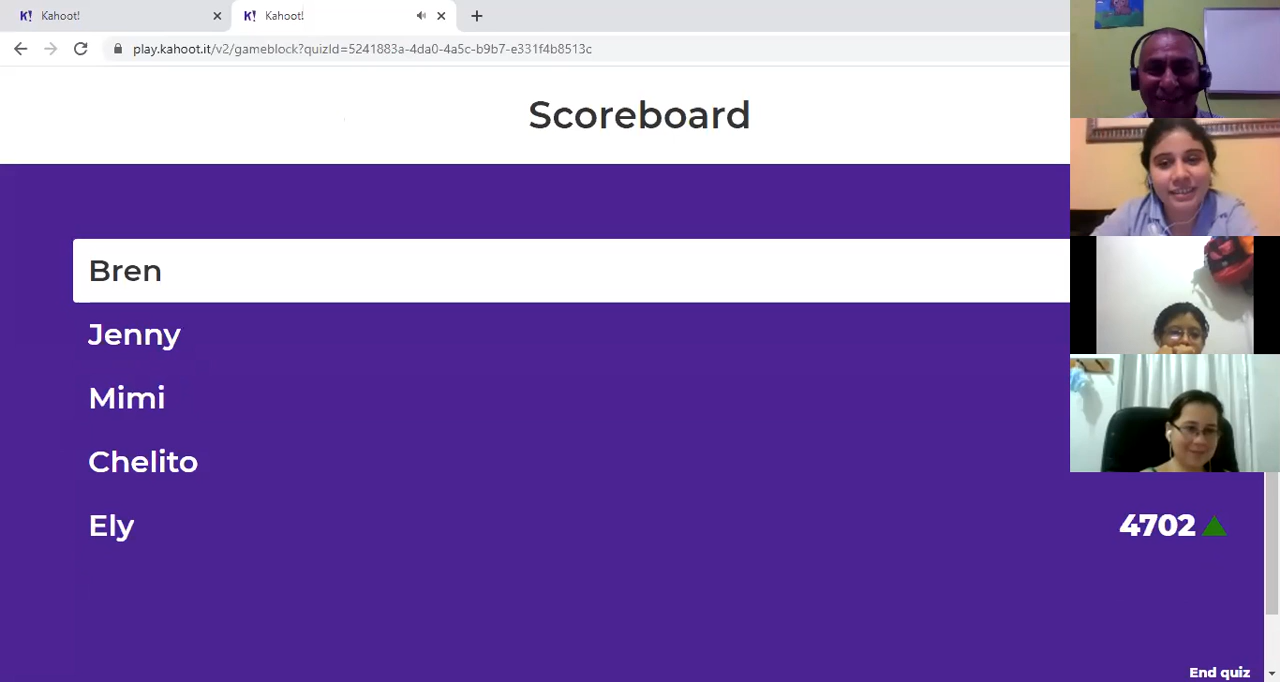 K! Kahoot!
K! Kahoot!
play.kahoot.it/v2/gameblock?quizId=5241883a-4da0-4a5c-b9b7-e331f4b8513c
Scoreboard
Bren
Jenny
Mimi
Chelito
Ely 4702
End quiz